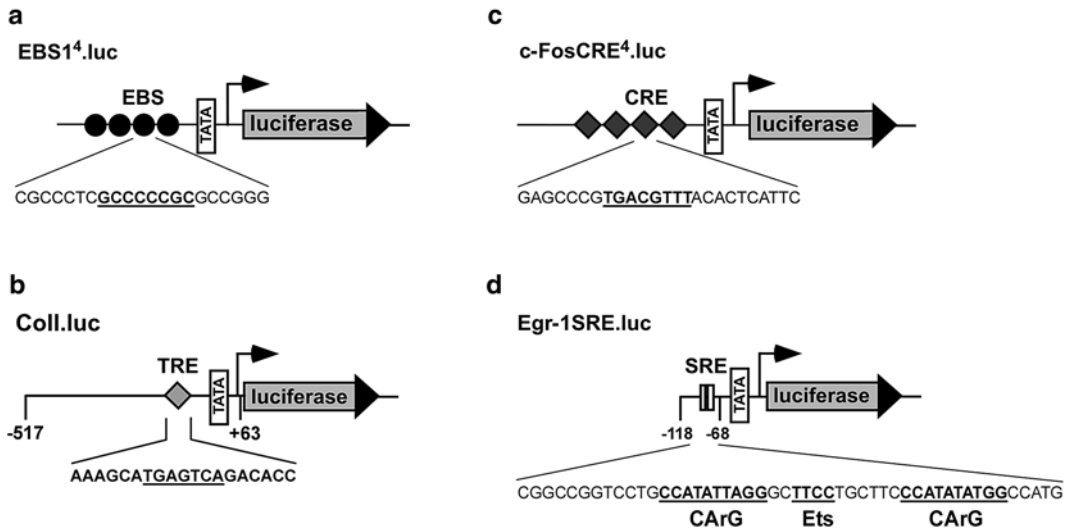 a
EBS1⁴.luc
EBS
TATA
luciferase
CGCCCTCGCCCCCGCGCCGGG
b
Coll.luc
TRE
TATA
luciferase
-517
+63
AAAGCATGAGTCAGACACC
c
c-FosCRE⁴.luc
CRE
TATA
luciferase
GAGCCCGTGACGTTTACACTCATTC
d
Egr-1SRE.luc
SRE
TATA
luciferase
-118
-68
CGGCCGGTCCTGCCATATTAGGGCTTCCTGCTTCCCATATATGGCCATG
CArG
Ets
CArG